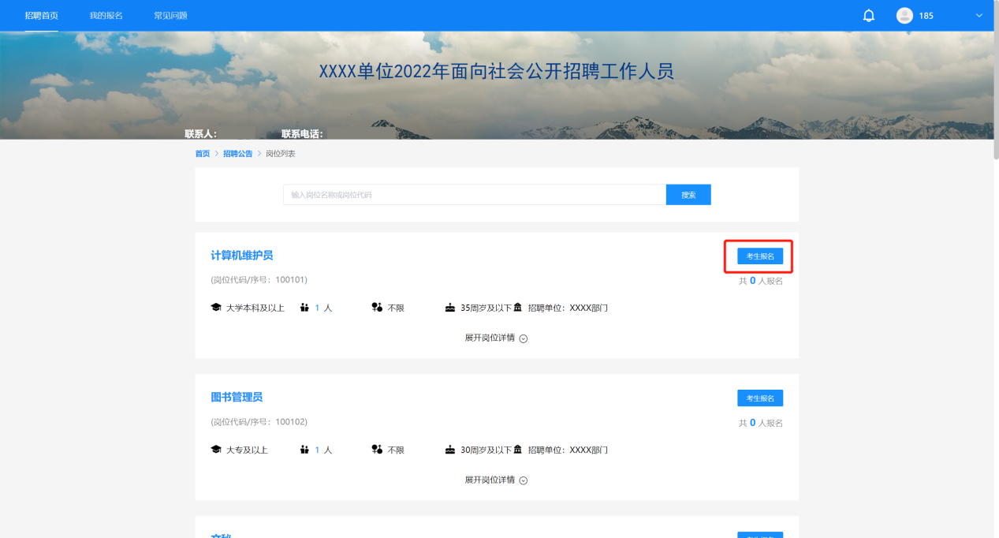 招聘首页 我的报名 常见问题 185
XXXX单位2022年面向社会公开招聘工作人员
联系人： 联系电话：
首页 > 招聘公告 > 岗位列表
输入岗位名称或岗位代码 搜索
计算机维护员 考生报名
(岗位代码/序号：100101) 共 0 人报名
大学本科及以上 1 人 不限 35周岁及以下 招聘单位：XXXX部门
展开岗位详情
图书管理员 考生报名
(岗位代码/序号：100102) 共 0 人报名
大专及以上 1 人 不限 30周岁及以下 招聘单位：XXXX部门
展开岗位详情